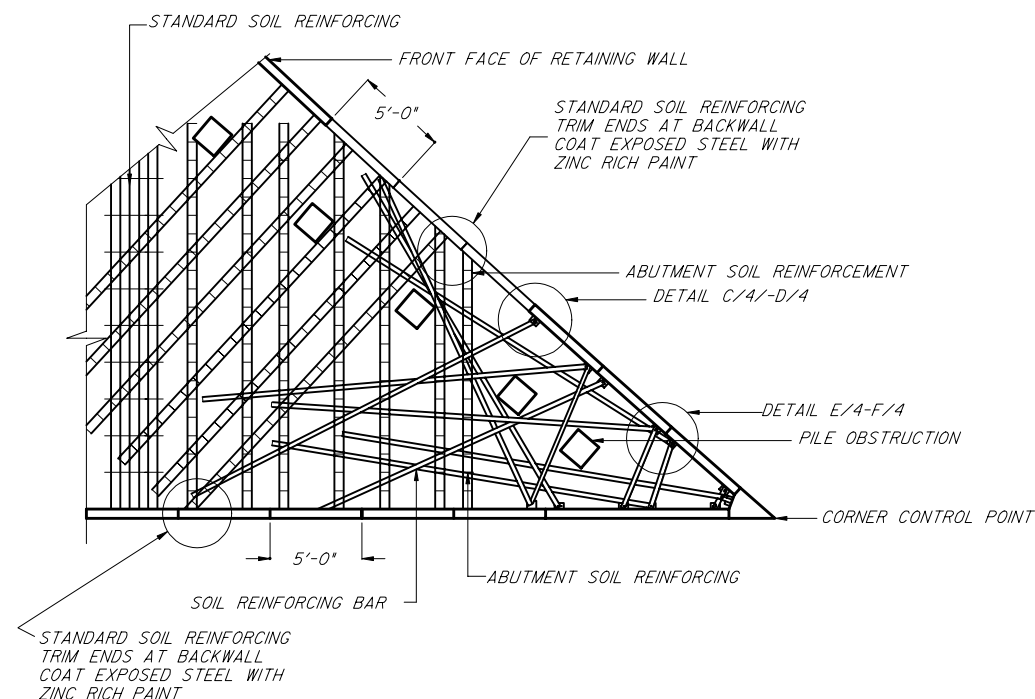 STANDARD SOIL REINFORCING
FRONT FACE OF RETAINING WALL
5'-0"
STANDARD SOIL REINFORCING
TRIM ENDS AT BACKWALL
COAT EXPOSED STEEL WITH
ZINC RICH PAINT
ABUTMENT SOIL REINFORCEMENT
DETAIL C/4/-D/4
DETAIL E/4-F/4
PILE OBSTRUCTION
CORNER CONTROL POINT
5'-0"
ABUTMENT SOIL REINFORCING
SOIL REINFORCING BAR
STANDARD SOIL REINFORCING
TRIM ENDS AT BACKWALL
COAT EXPOSED STEEL WITH
ZINC RICH PAINT